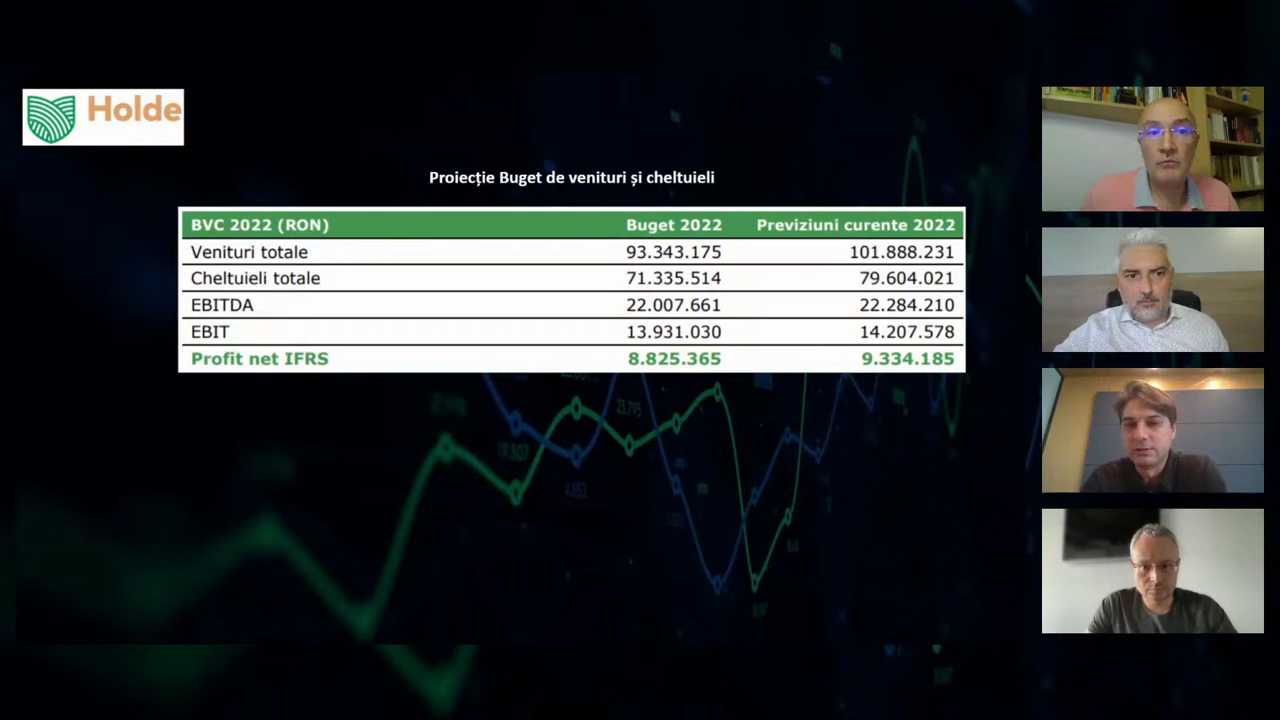 Holde
Proiecție Buget de venituri și cheltuieli
BVC 2022 (RON) Buget 2022 Previziuni curente 2022
Venituri totale 93.343.175 101.888.231
Cheltuieli totale 71.335.514 79.604.021
EBITDA 22.007.661 22.284.210
EBIT 13.931.030 14.207.578
Profit net IFRS 8.825.365 9.334.185
23,795